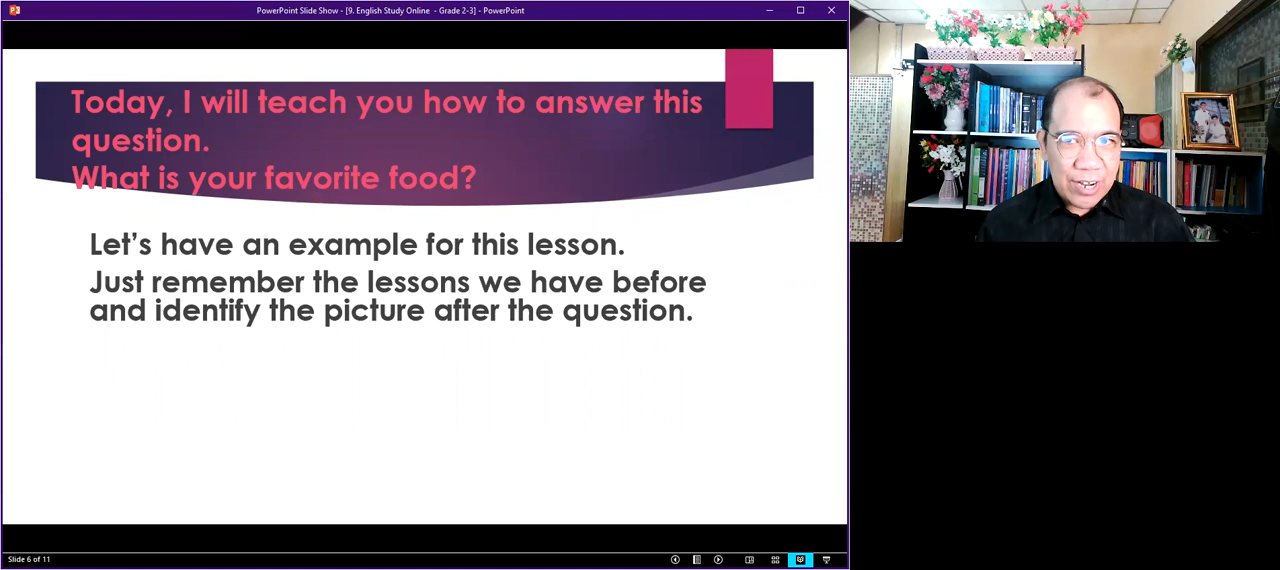 PowerPoint Slide Show - [9. English Study Online - Grade 2-3] - PowerPoint
Today, I will teach you how to answer this
question.
What is your favorite food?
Let's have an example for this lesson.
Just remember the lessons we have before
and identify the picture after the question.
Slide 6 of 11